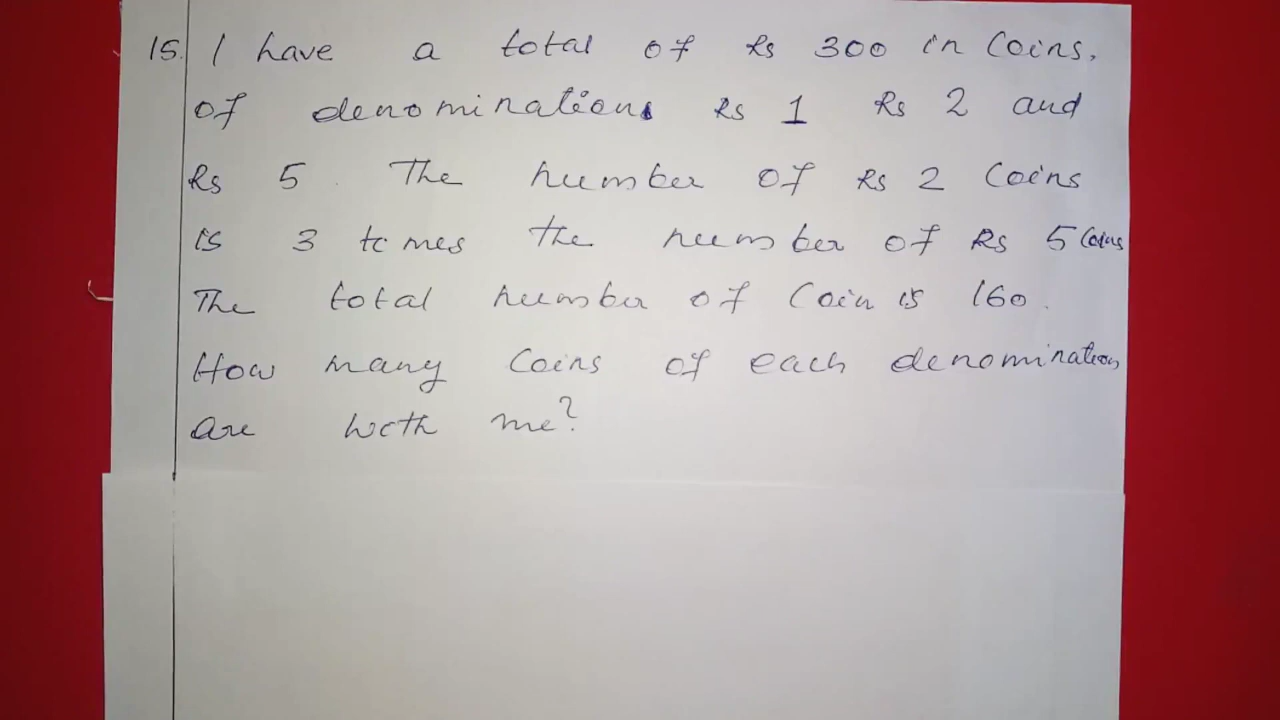 15. I have a total of Rs 300 in Coins,
of denominations Rs 1 Rs 2 and
Rs 5. The number of Rs 2 Coins
is 3 times the number of Rs 5 Coins
The total number of Coin is 160.
How many Coins of each denomination
are with me?